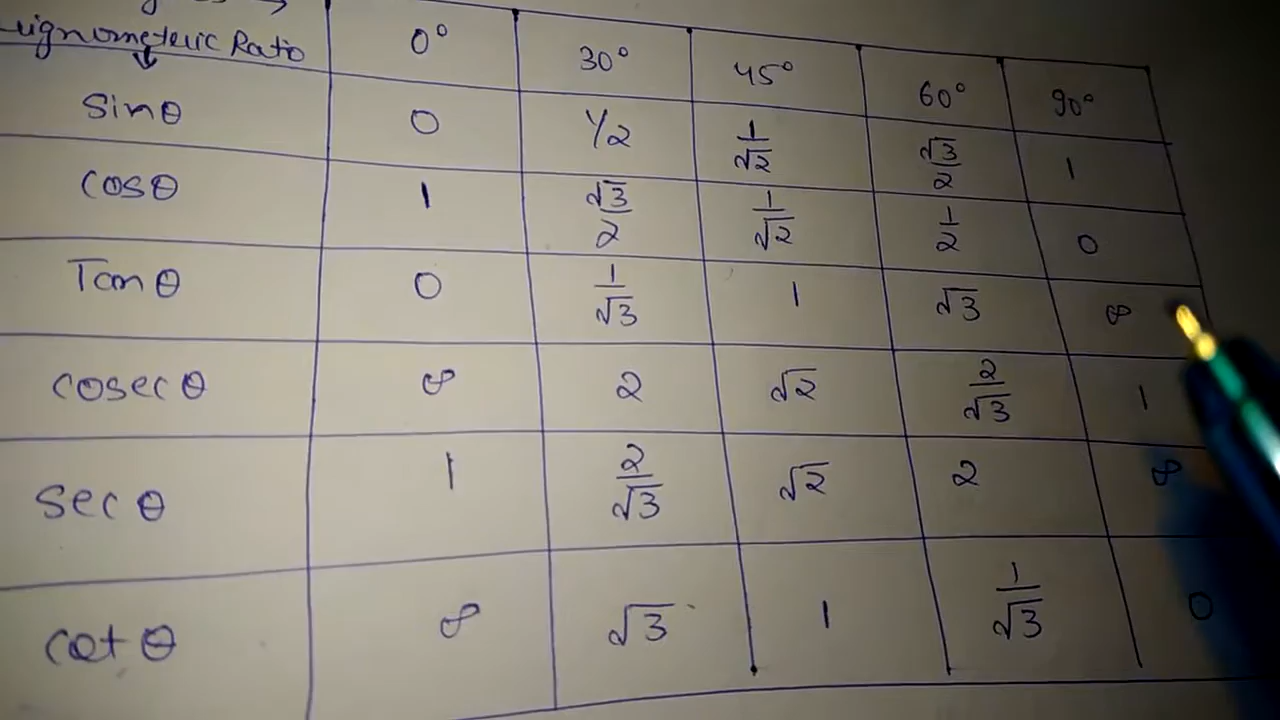 Trignometeric Ratio 0° 30° 45° 60° 90°
Sinθ 0 1/2 1/√2 √3/2 1
Cosθ 1 √3/2 1/√2 1/2 0
Tanθ 0 1/√3 1 √3 ∞
Cosecθ ∞ 2 √2 2/√3 1
Secθ 1 2/√3 √2 2 ∞
Cotθ ∞ √3 1 1/√3 0